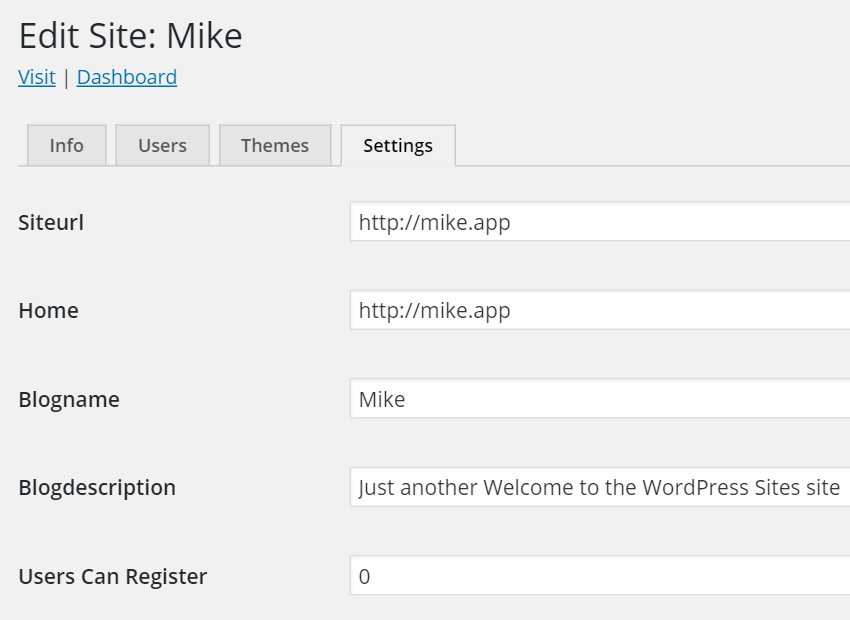 Edit Site: Mike
Visit | Dashboard
Info Users Themes Settings
Siteurl http://mike.app
Home http://mike.app
Blogname Mike
Blogdescription Just another Welcome to the WordPress Sites site
Users Can Register 0